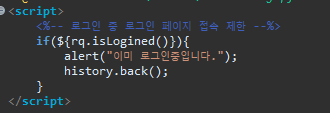 <script>
<%-- 로그인 중 로그인 페이지 접속 제한 --%>
if(${rq.isLogined()}){
alert("이미 로그인중입니다.");
history.back();
}
</script>